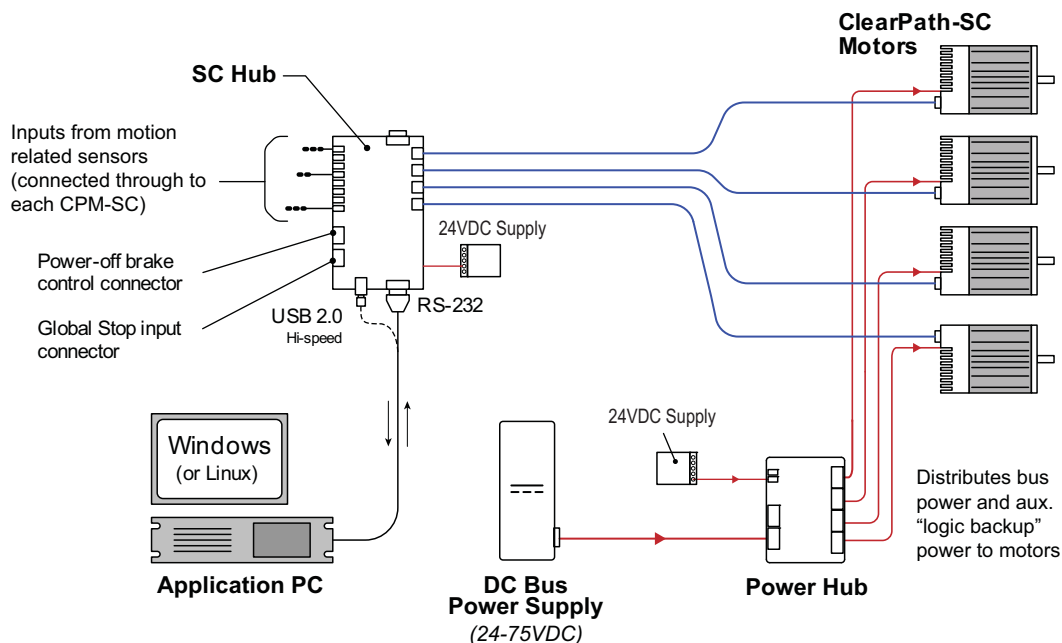 ClearPath-SC
Motors
SC Hub
Inputs from motion
related sensors
(connected through to
each CPM-SC)
24VDC Supply
Power-off brake
control connector
Global Stop input
connector
USB 2.0
Hi-speed
RS-232
Windows
(or Linux)
Application PC
24VDC Supply
DC Bus
Power Supply
(24-75VDC)
Power Hub
Distributes bus
power and aux.
“logic backup”
power to motors